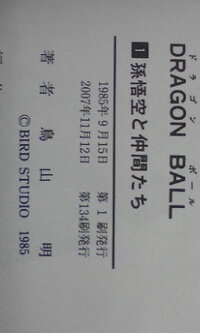 ドラゴン ボール
DRAGON BALL
1 孫悟空と仲間たち
1985年9月15日 第1刷発行
2007年11月12日 第134刷発行
著者 鳥山明
©BIRD STUDIO 1985